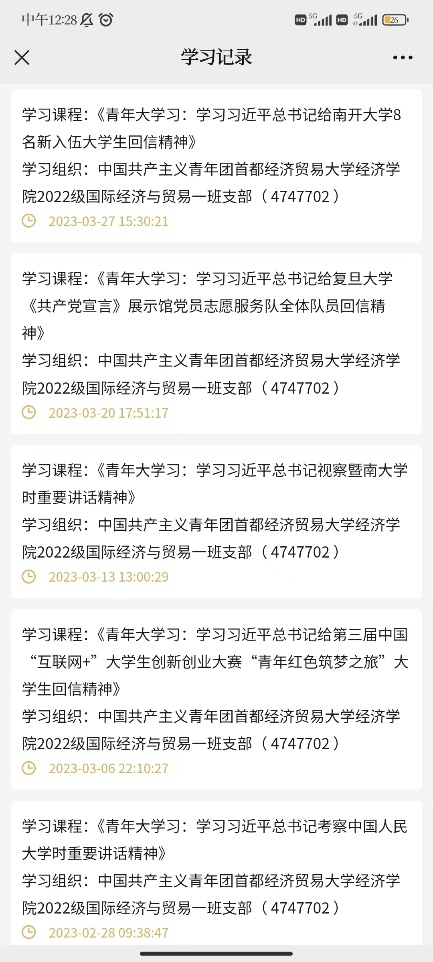 中午12:28
HD 5G HD 5G 26
学习记录
学习课程：《青年大学习：学习习近平总书记给南开大学8
名新入伍大学生回信精神》
学习组织：中国共产主义青年团首都经济贸易大学经济学
院2022级国际经济与贸易一班支部（ 4747702 ）
2023-03-27 15:30:21
学习课程：《青年大学习：学习习近平总书记给复旦大学
《共产党宣言》展示馆党员志愿服务队全体队员回信精
神》
学习组织：中国共产主义青年团首都经济贸易大学经济学
院2022级国际经济与贸易一班支部（ 4747702 ）
2023-03-20 17:51:17
学习课程：《青年大学习：学习习近平总书记视察暨南大学
时重要讲话精神》
学习组织：中国共产主义青年团首都经济贸易大学经济学
院2022级国际经济与贸易一班支部（ 4747702 ）
2023-03-13 13:00:29
学习课程：《青年大学习：学习习近平总书记给第三届中国
“互联网+”大学生创新创业大赛“青年红色筑梦之旅”大
学生回信精神》
学习组织：中国共产主义青年团首都经济贸易大学经济学
院2022级国际经济与贸易一班支部（ 4747702 ）
2023-03-06 22:10:27
学习课程：《青年大学习：学习习近平总书记考察中国人民
大学时重要讲话精神》
学习组织：中国共产主义青年团首都经济贸易大学经济学
院2022级国际经济与贸易一班支部（ 4747702 ）
2023-02-28 09:38:47